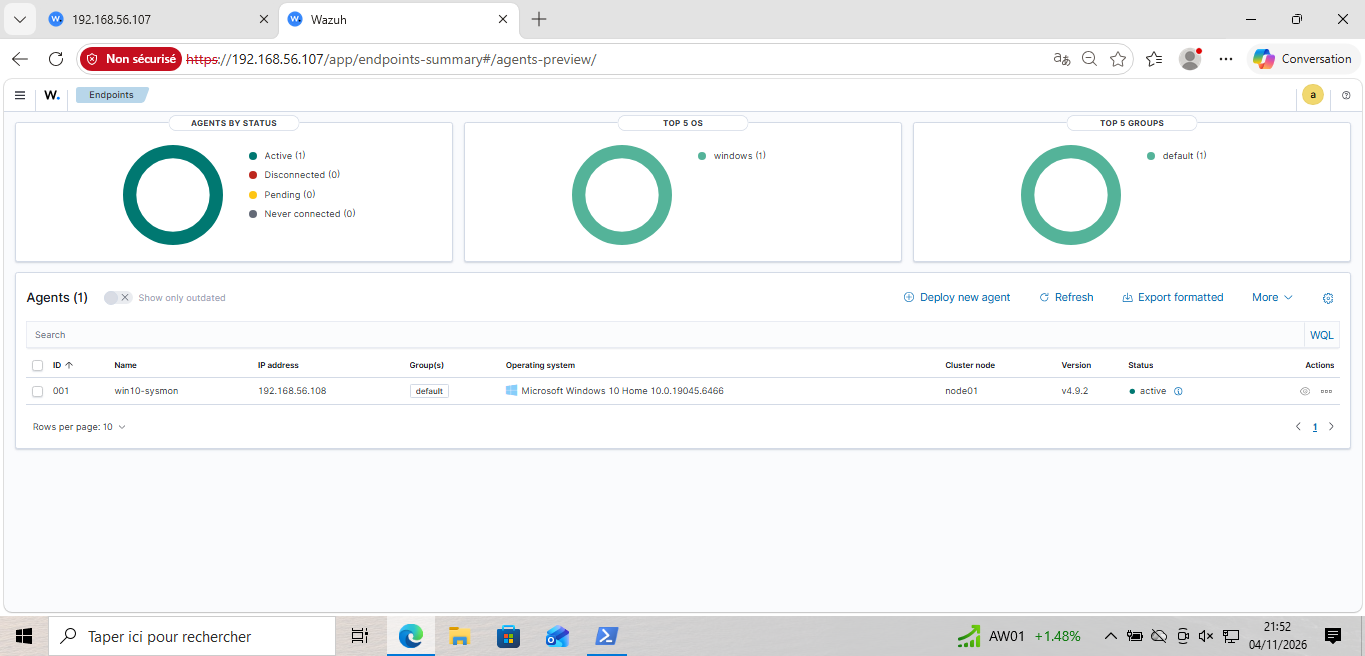 192.168.56.107
Wazuh
Non sécurisé https://192.168.56.107/app/endpoints-summary#/agents-preview/
Conversation
W. Endpoints a
AGENTS BY STATUS
Active (1)
Disconnected (0)
Pending (0)
Never connected (0)
TOP 5 OS
windows (1)
TOP 5 GROUPS
default (1)
Agents (1) Show only outdated Deploy new agent Refresh Export formatted More
Search WQL
ID Name IP address Group(s) Operating system Cluster node Version Status Actions
001 win10-sysmon 192.168.56.108 default Microsoft Windows 10 Home 10.0.19045.6466 node01 v4.9.2 active
Rows per page: 10 1
Taper ici pour rechercher AW01 +1.48% 21:52
04/11/2026